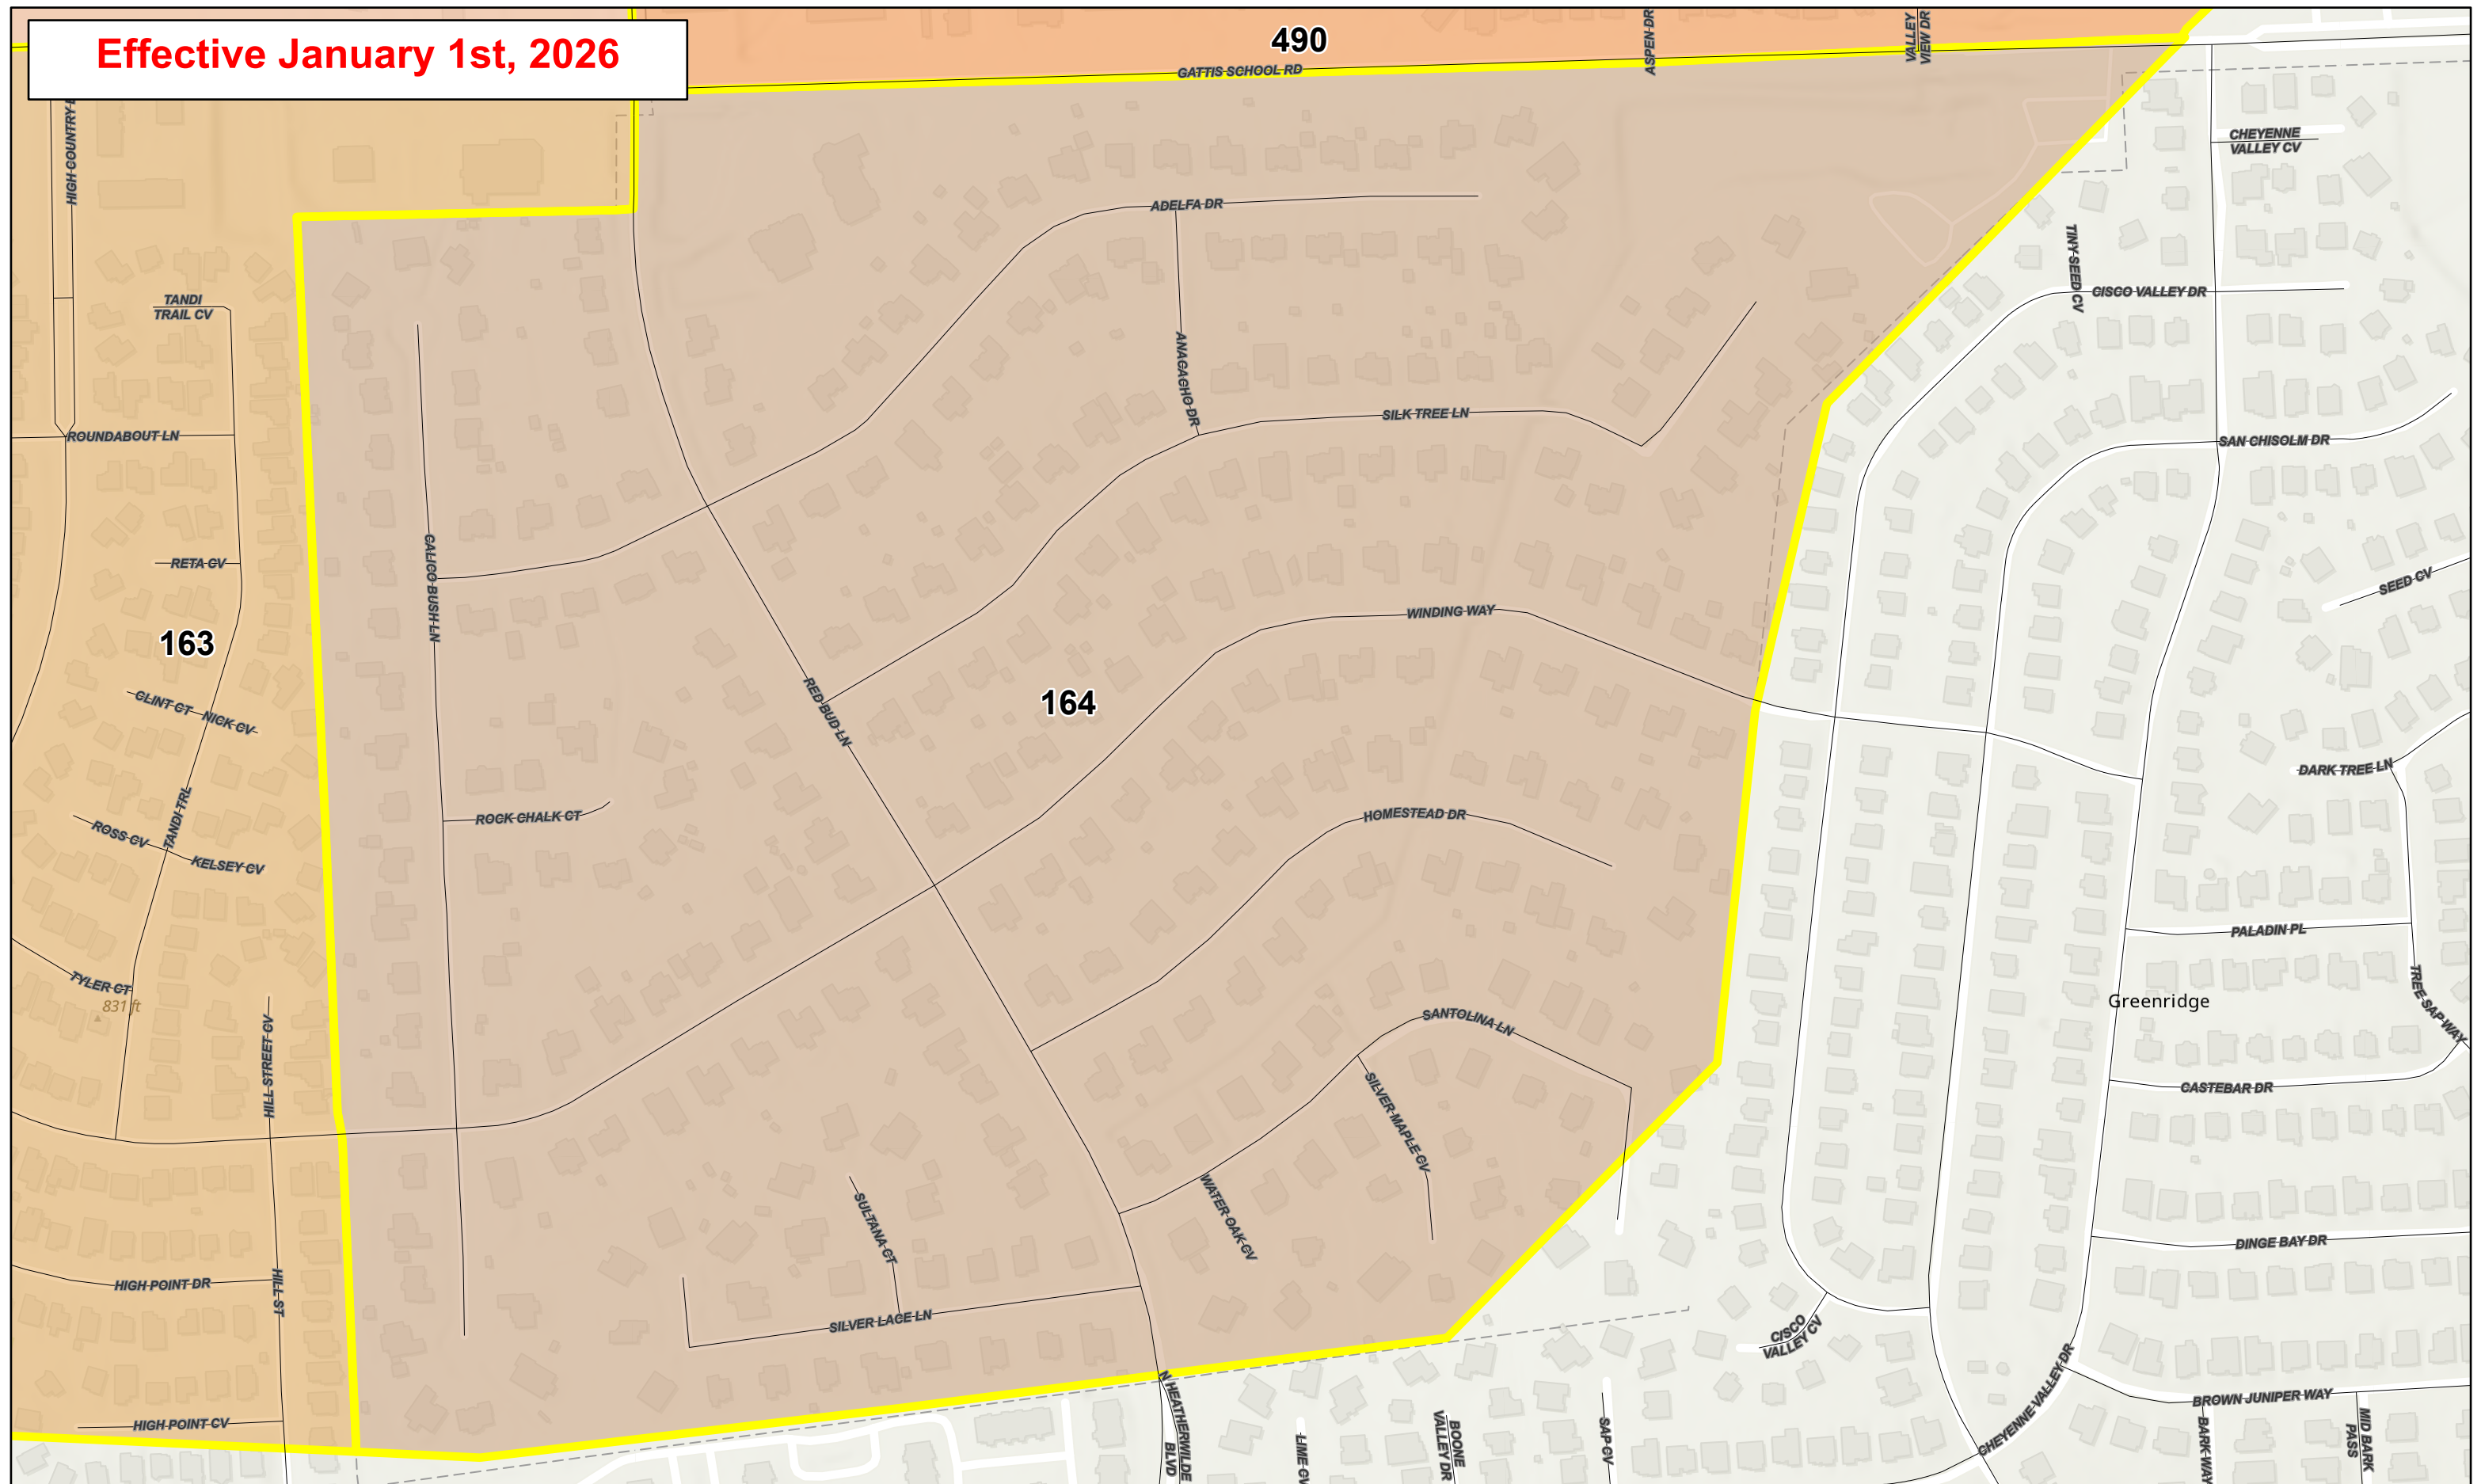 Effective January 1st, 2026
490
GATTIS SCHOOL RD
ASPEN DR
VALLEY
VIEW DR
CHEYENNE
VALLEY CV
ADELFA DR
TINY SEED CV
CISCO VALLEY DR
TANDI
TRAIL CV
ANACACHO DR
SILK TREE LN
ROUNDABOUT LN
SAN CHISOLM DR
CALICO BUSH LN
RETA CV
SEED CV
WINDING WAY
163
164
RED BUD LN
CLINT CT
NICK CV
DARK TREE LN
TANDI TRL
ROCK CHALK CT
HOMESTEAD DR
ROSS CV
KELSEY CV
PALADIN PL
TYLER CT
831 ft
TREE SAP WAY
Greenridge
SANTOLINA LN
HILL STREET CV
SILVER MAPLE CV
CASTEBAR DR
WATER OAK CV
SULTANA CT
DINGE BAY DR
HIGH POINT DR
HILL ST
SILVER LACE LN
CISCO
VALLEY CV
CHEYENNE VALLEY DR
BROWN JUNIPER WAY
HIGH POINT CV
N HEATHERWILDE
BLVD
LIME CV
BOONE
VALLEY DR
SAP CV
BARK WAY
MID BARK
PASS